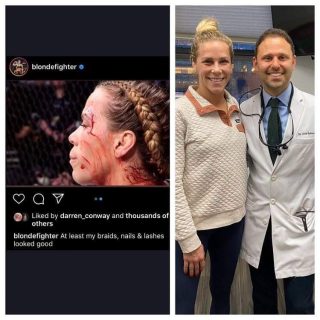 blondefighter
Liked by darren_conway and thousands of
others
blondefighter At least my braids, nails & lashes
looked good